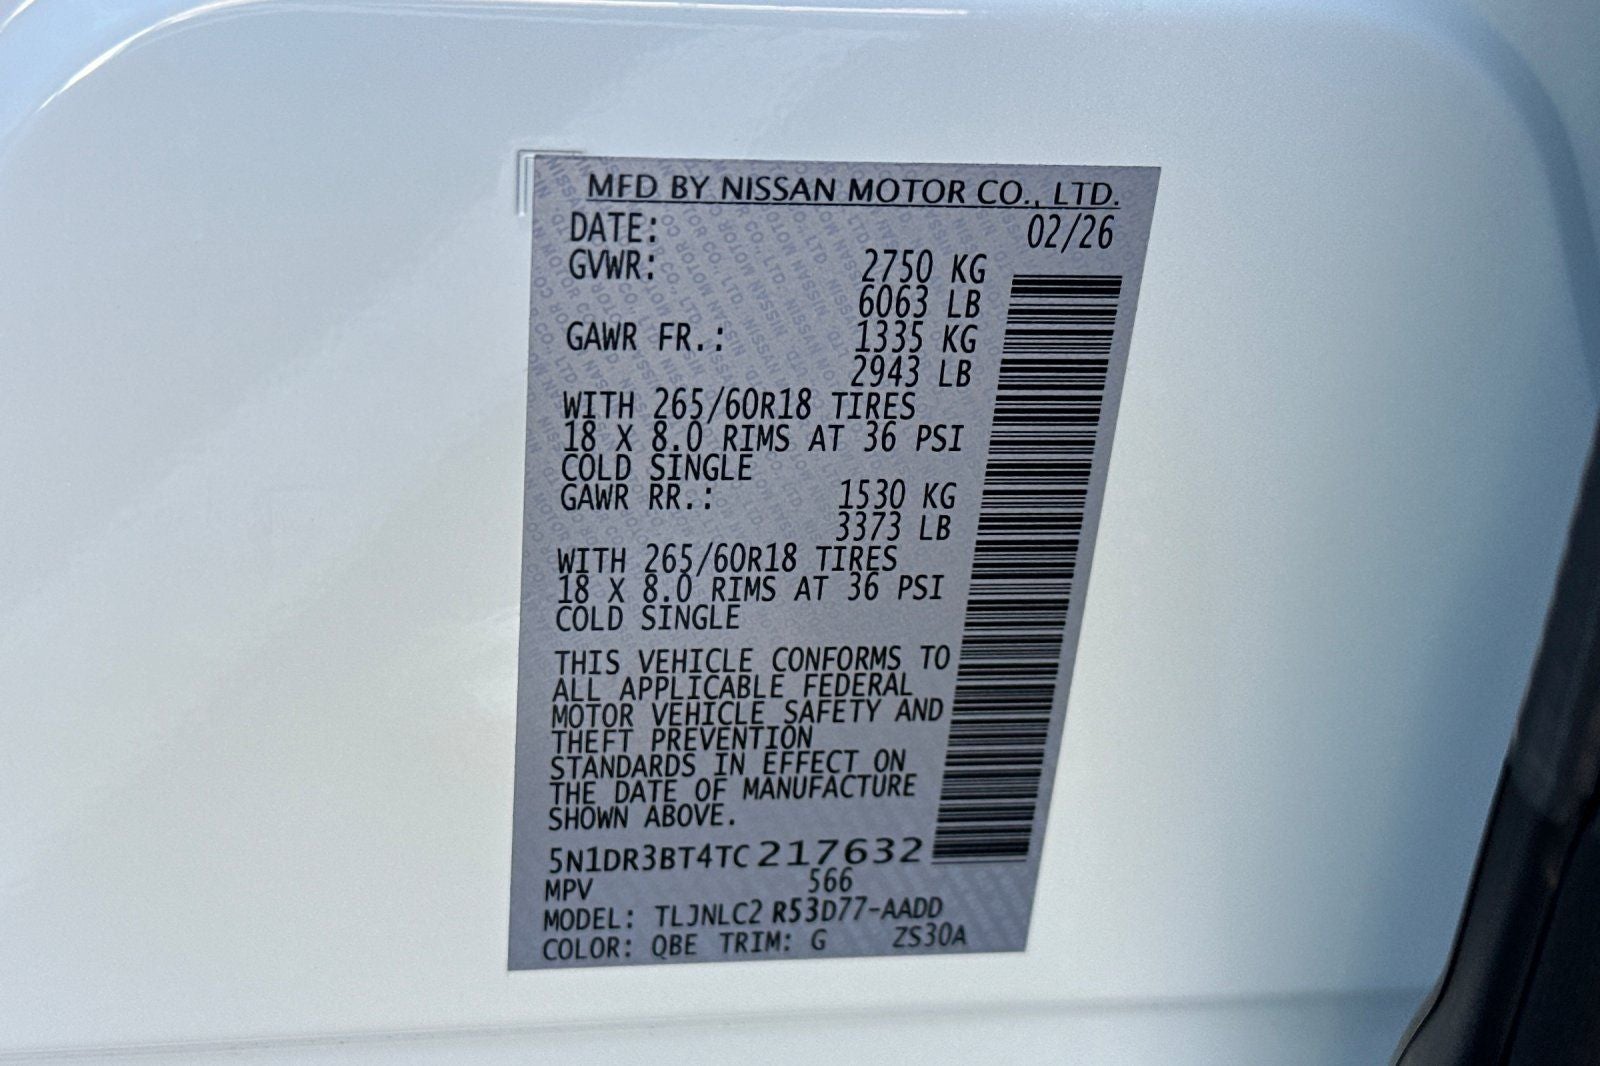 MFD BY NISSAN MOTOR CO., LTD.
DATE: 02/26
GVWR: 2750 KG
6063 LB
GAWR FR.: 1335 KG
2943 LB
WITH 265/60R18 TIRES
18 X 8.0 RIMS AT 36 PSI
COLD SINGLE
GAWR RR.: 1530 KG
3373 LB
WITH 265/60R18 TIRES
18 X 8.0 RIMS AT 36 PSI
COLD SINGLE
THIS VEHICLE CONFORMS TO
ALL APPLICABLE FEDERAL
MOTOR VEHICLE SAFETY AND
THEFT PREVENTION
STANDARDS IN EFFECT ON
THE DATE OF MANUFACTURE
SHOWN ABOVE.
5N1DR3BT4TC217632
MPV 566
MODEL: TLJNLC2 R53D77-AADD
COLOR: QBE TRIM: G ZS30A